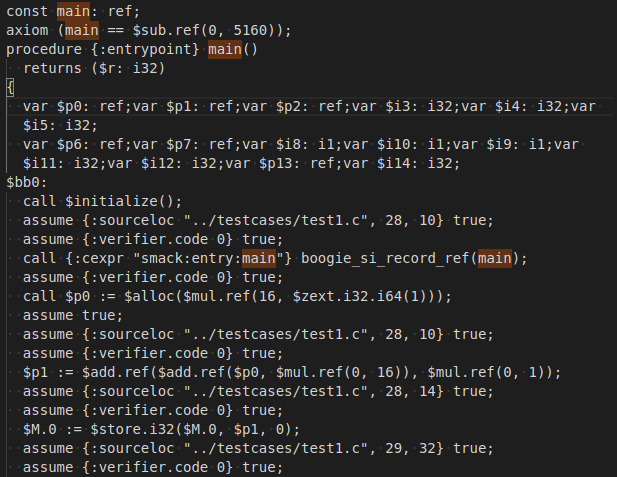 const main: ref;
axiom (main == $sub.ref(0, 5160));
procedure {:entrypoint} main()
  returns ($r: i32)
{
  var $p0: ref;var $p1: ref;var $p2: ref;var $i3: i32;var $i4: i32;var
  $i5: i32;
  var $p6: ref;var $p7: ref;var $i8: i1;var $i10: i1;var $i9: i1;var
  $i11: i32;var $i12: i32;var $p13: ref;var $i14: i32;
$bb0:
  call $initialize();
  assume {:sourceloc "../testcases/test1.c", 28, 10} true;
  assume {:verifier.code 0} true;
  call {:cexpr "smack:entry:main"} boogie_si_record_ref(main);
  assume {:verifier.code 0} true;
  call $p0 := $alloc($mul.ref(16, $zext.i32.i64(1)));
  assume true;
  assume {:sourceloc "../testcases/test1.c", 28, 10} true;
  assume {:verifier.code 0} true;
  $p1 := $add.ref($add.ref($p0, $mul.ref(0, 16)), $mul.ref(0, 1));
  assume {:sourceloc "../testcases/test1.c", 28, 14} true;
  assume {:verifier.code 0} true;
  $M.0 := $store.i32($M.0, $p1, 0);
  assume {:sourceloc "../testcases/test1.c", 29, 32} true;
  assume {:verifier.code 0} true;